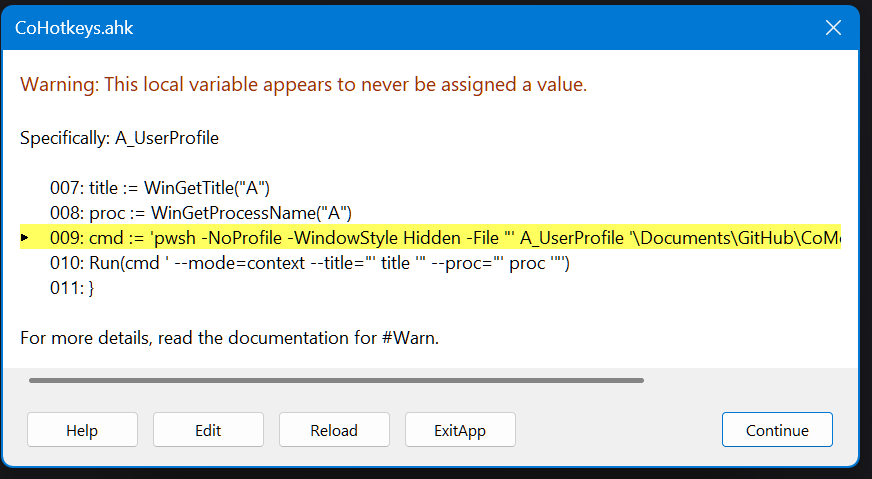 CoHotkeys.ahk
Warning: This local variable appears to never be assigned a value.
Specifically: A_UserProfile
007: title := WinGetTitle("A")
008: proc := WinGetProcessName("A")
009: cmd := 'pwsh -NoProfile -WindowStyle Hidden -File "' A_UserProfile '\Documents\GitHub\CoMo
010: Run(cmd ' --mode=context --title="' title '" --proc="' proc '"')
011: }
For more details, read the documentation for #Warn.
Help Edit Reload ExitApp Continue